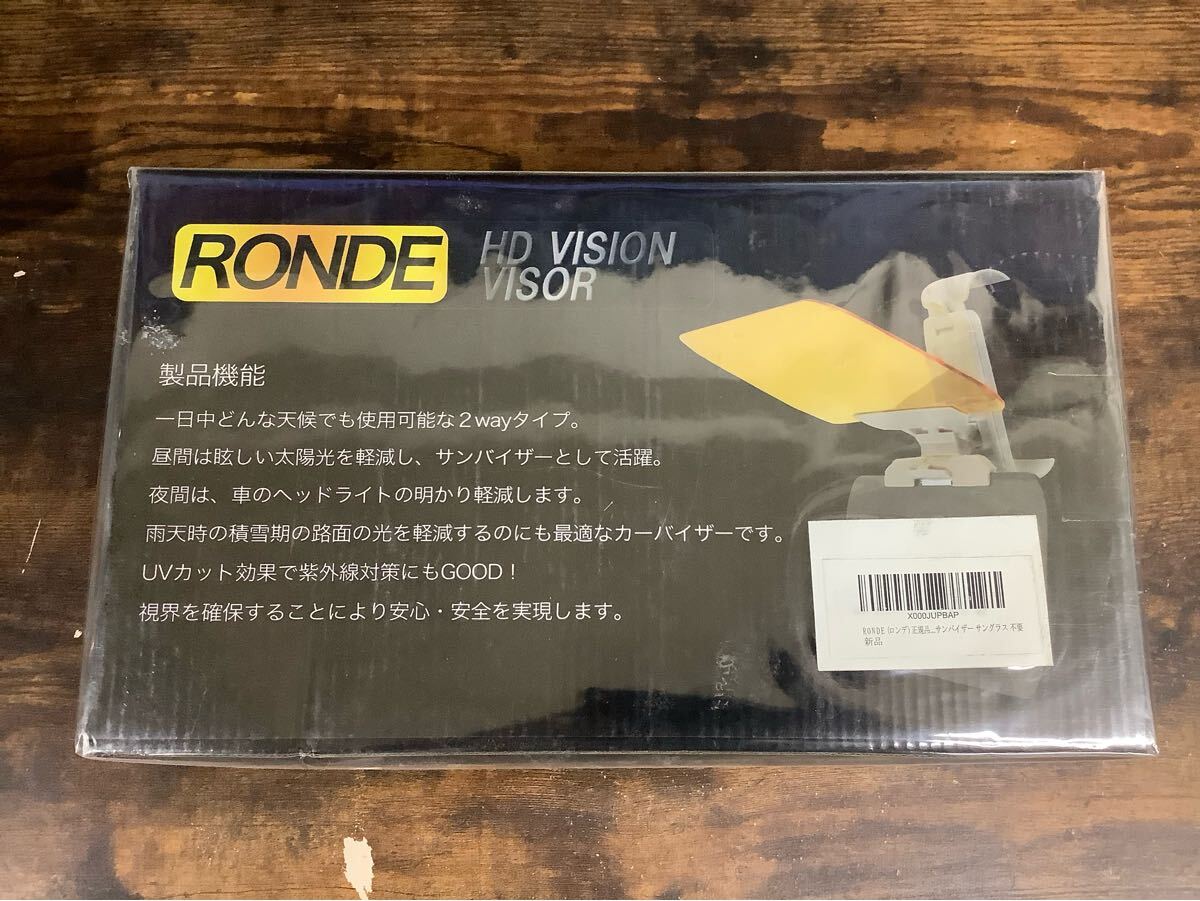 RONDE
HD VISION
VISOR
製品機能
一日中どんな天候でも使用可能な2wayタイプ。
昼間は眩しい太陽光を軽減し、サンバイザーとして活躍。
夜間は、車のヘッドライトの明かり軽減します。
雨天時の積雪期の路面の光を軽減するのにも最適なカーバイザーです。
UVカット効果で紫外線対策にもGOOD！
視界を確保することにより安心・安全を実現します。
X000JUPBAP
RONDE (ロンデ) 正規品...サンバイザー サングラス 不要
新品